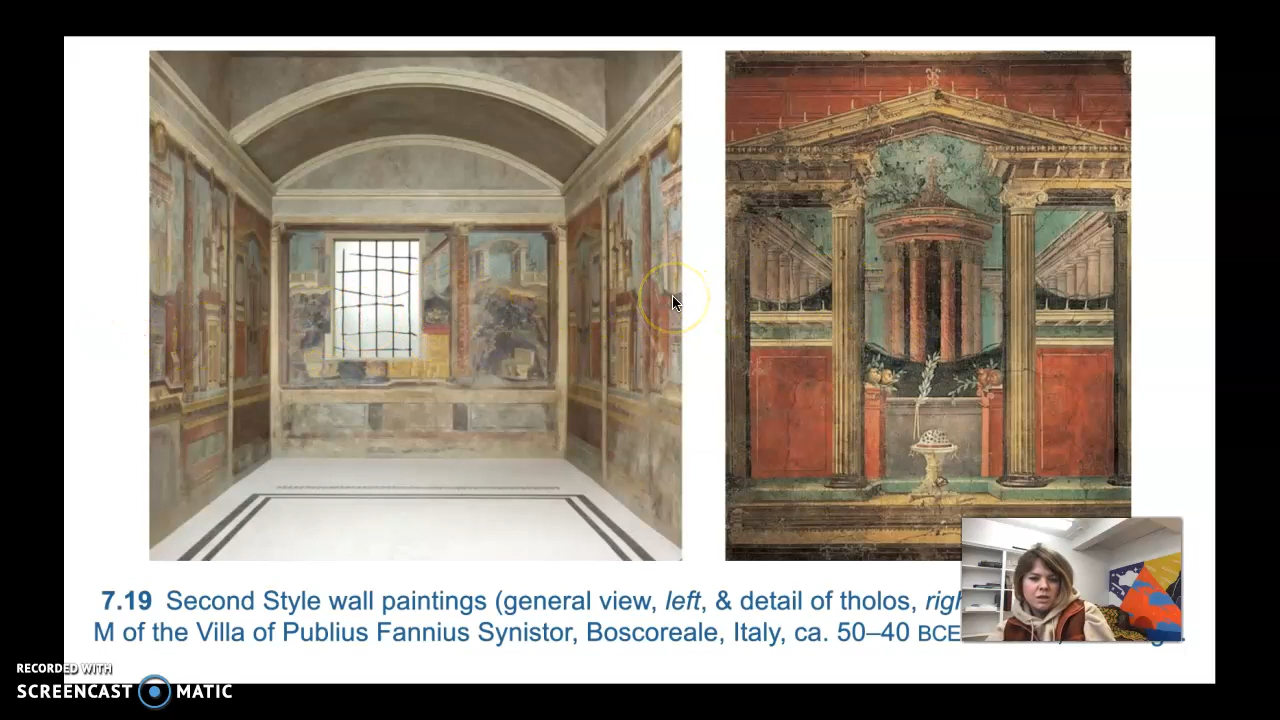 7.19 Second Style wall paintings (general view, left, & detail of tholos,
M of the Villa of Publius Fannius Synistor, Boscoreale, Italy, ca. 50–40 BCE
RECORDED WITH
SCREENCAST MATIC